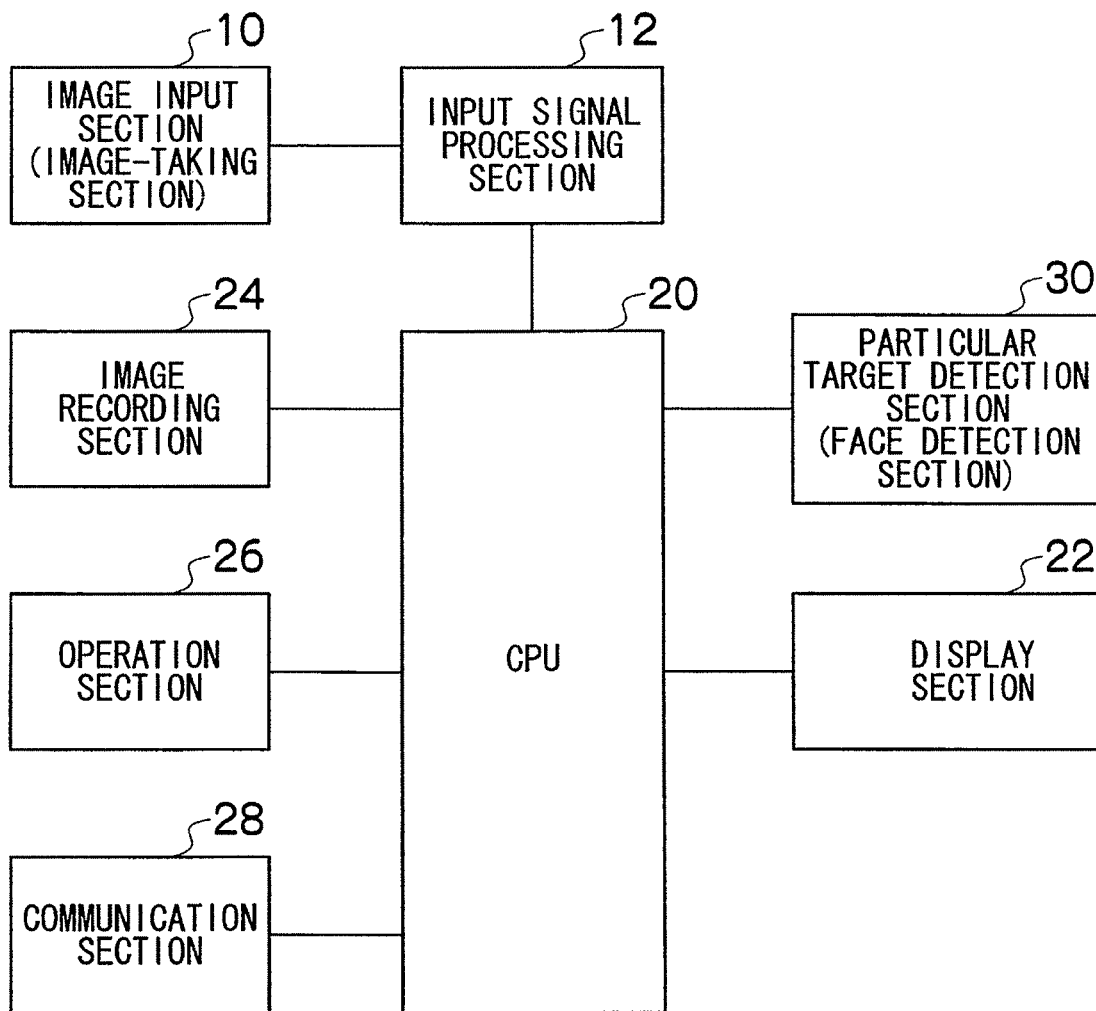 10
IMAGE INPUT
SECTION
(IMAGE-TAKING
SECTION)
12
INPUT SIGNAL
PROCESSING
SECTION
24
IMAGE
RECORDING
SECTION
20
CPU
30
PARTICULAR
TARGET DETECTION
SECTION
(FACE DETECTION
SECTION)
26
OPERATION
SECTION
22
DISPLAY
SECTION
28
COMMUNICATION
SECTION